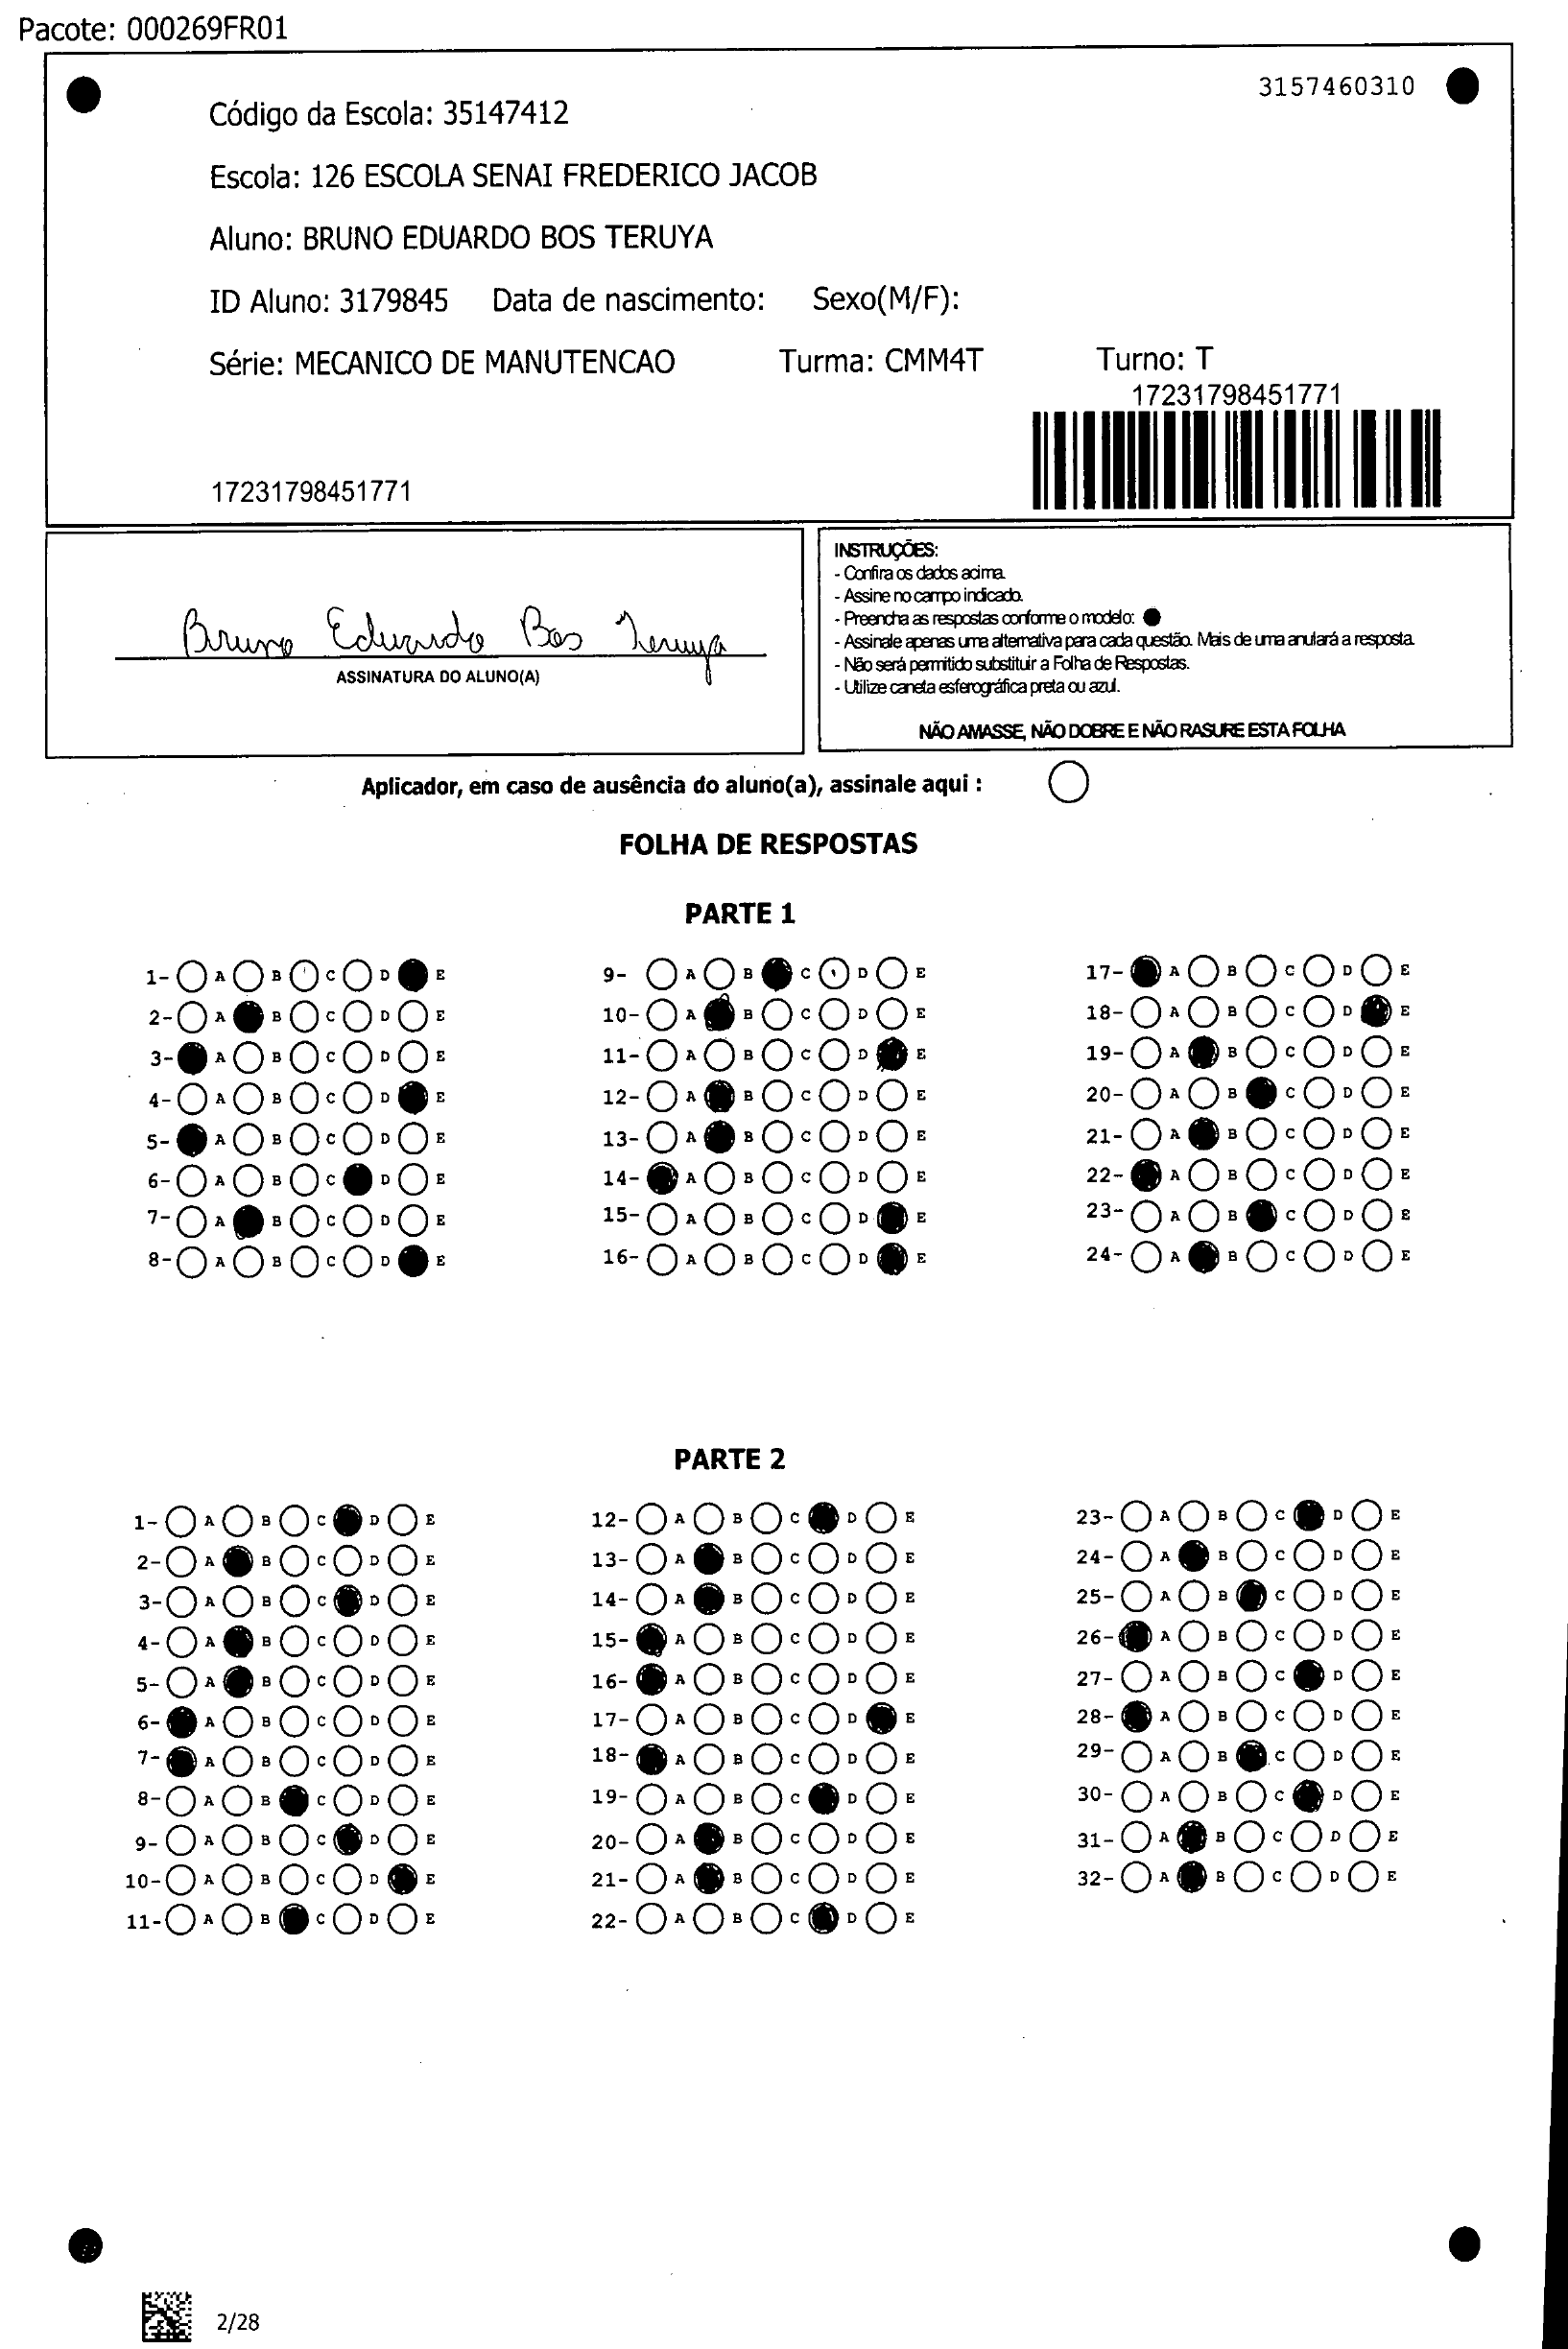 Pacote: 000269FR01
3157460310
Código da Escola: 35147412
Escola: 126 ESCOLA SENAI FREDERICO JACOB
Aluno: BRUNO EDUARDO BOS TERUYA
ID Aluno: 3179845 Data de nascimento: Sexo(M/F):
Série: MECANICO DE MANUTENCAO Turma: CMM4T Turno: T
17231798451771
17231798451771
Bruno Eduardo Bos Teruya
ASSINATURA DO ALUNO(A)
INSTRUÇÕES:
- Confira os dados acima.
- Assine no campo indicado.
- Preencha as respostas conforme o modelo:
- Assinale apenas uma alternativa para cada questão. Mais de uma anulará a resposta.
- Não será permitido substituir a Folha de Respostas.
- Utilize caneta esferográfica preta ou azul.
NÃO AMASSE, NÃO DOBRE E NÃO RASURE ESTA FOLHA
Aplicador, em caso de ausência do aluno(a), assinale aqui :
FOLHA DE RESPOSTAS
PARTE 1
1- A B C D E 9- A B C D E 17- A B C D E
2- A B C D E 10- A B C D E 18- A B C D E
3- A B C D E 11- A B C D E 19- A B C D E
4- A B C D E 12- A B C D E 20- A B C D E
5- A B C D E 13- A B C D E 21- A B C D E
6- A B C D E 14- A B C D E 22- A B C D E
7- A B C D E 15- A B C D E 23- A B C D E
8- A B C D E 16- A B C D E 24- A B C D E
PARTE 2
1- A B C D E 12- A B C D E 23- A B C D E
2- A B C D E 13- A B C D E 24- A B C D E
3- A B C D E 14- A B C D E 25- A B C D E
4- A B C D E 15- A B C D E 26- A B C D E
5- A B C D E 16- A B C D E 27- A B C D E
6- A B C D E 17- A B C D E 28- A B C D E
7- A B C D E 18- A B C D E 29- A B C D E
8- A B C D E 19- A B C D E 30- A B C D E
9- A B C D E 20- A B C D E 31- A B C D E
10- A B C D E 21- A B C D E 32- A B C D E
11- A B C D E 22- A B C D E
2/28